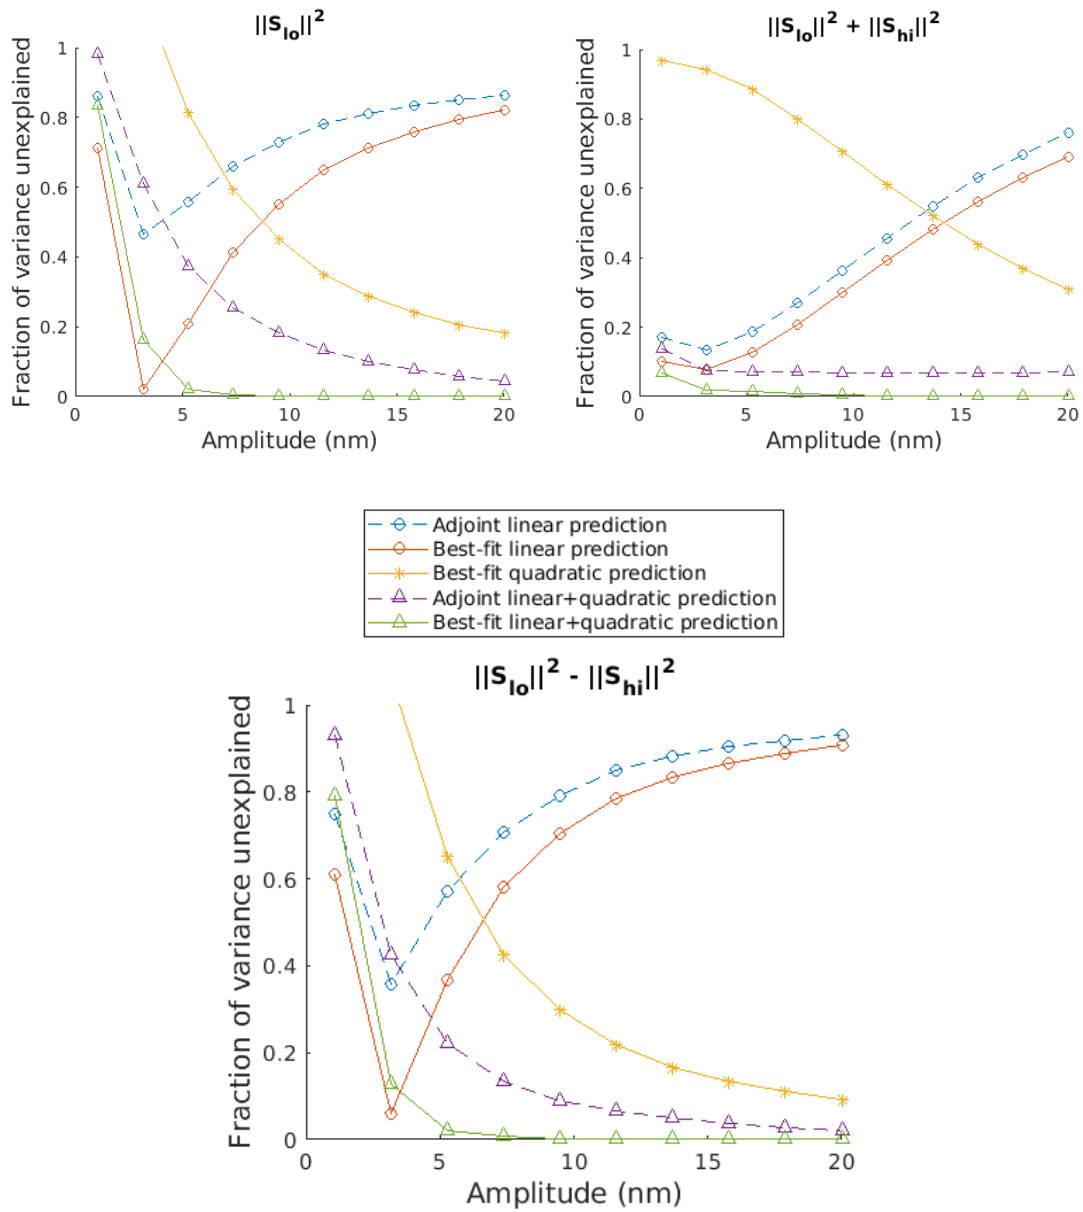 ||S_lo||^2
Fraction of variance unexplained
1
0.8
0.6
0.4
0.2
0
0 5 10 15 20
Amplitude (nm)
||S_lo||^2 + ||S_hi||^2
Fraction of variance unexplained
1
0.8
0.6
0.4
0.2
0
0 5 10 15 20
Amplitude (nm)
Adjoint linear prediction
Best-fit linear prediction
Best-fit quadratic prediction
Adjoint linear+quadratic prediction
Best-fit linear+quadratic prediction
||S_lo||^2 - ||S_hi||^2
Fraction of variance unexplained
1
0.8
0.6
0.4
0.2
0
0 5 10 15 20
Amplitude (nm)